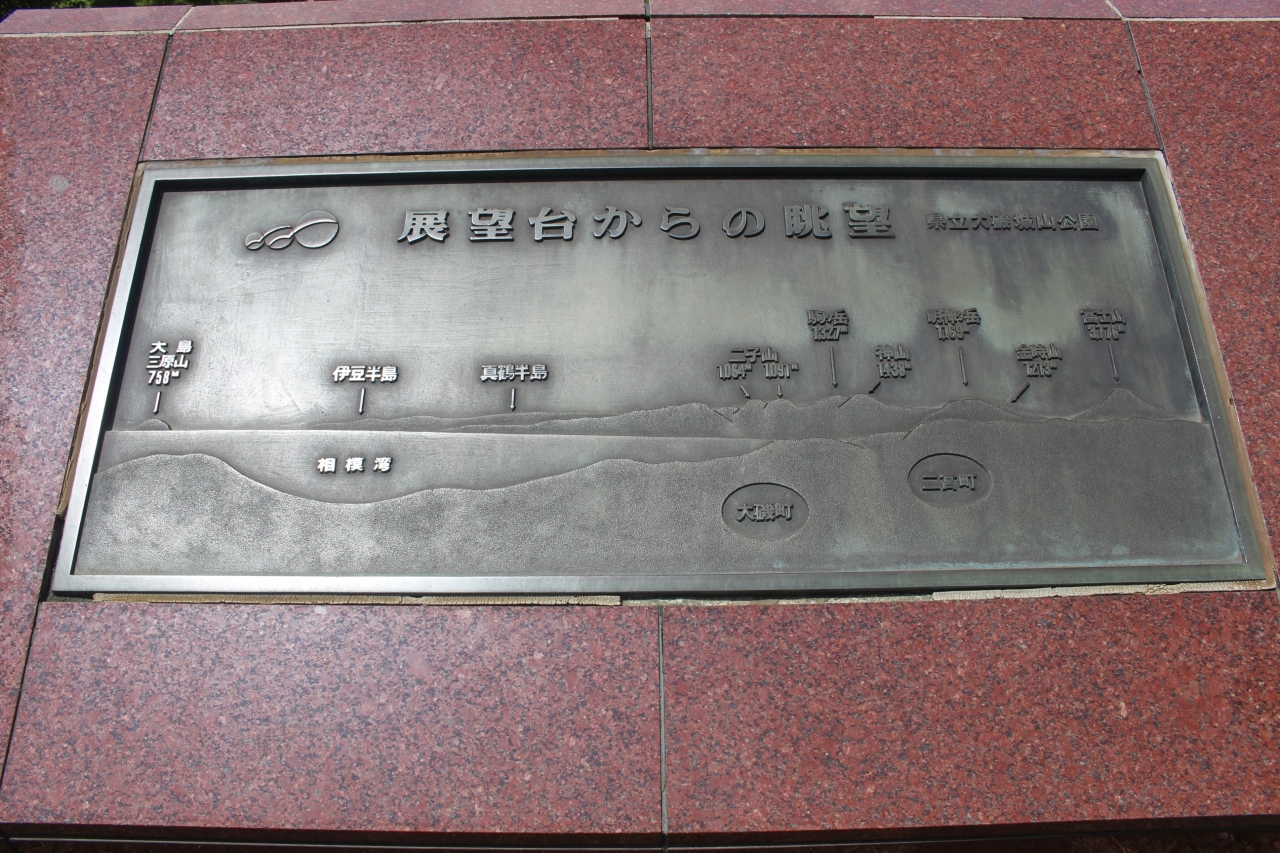 展望台からの眺望
県立大磯城山公園
大島
三原山
758M
伊豆半島
真鶴半島
二子山
1064M 1091M
駒ケ岳
1327M
神山
1438M
明神ケ岳
1169M
金時山
1213M
富士山
3776M
相模湾
大磯町
二宮町